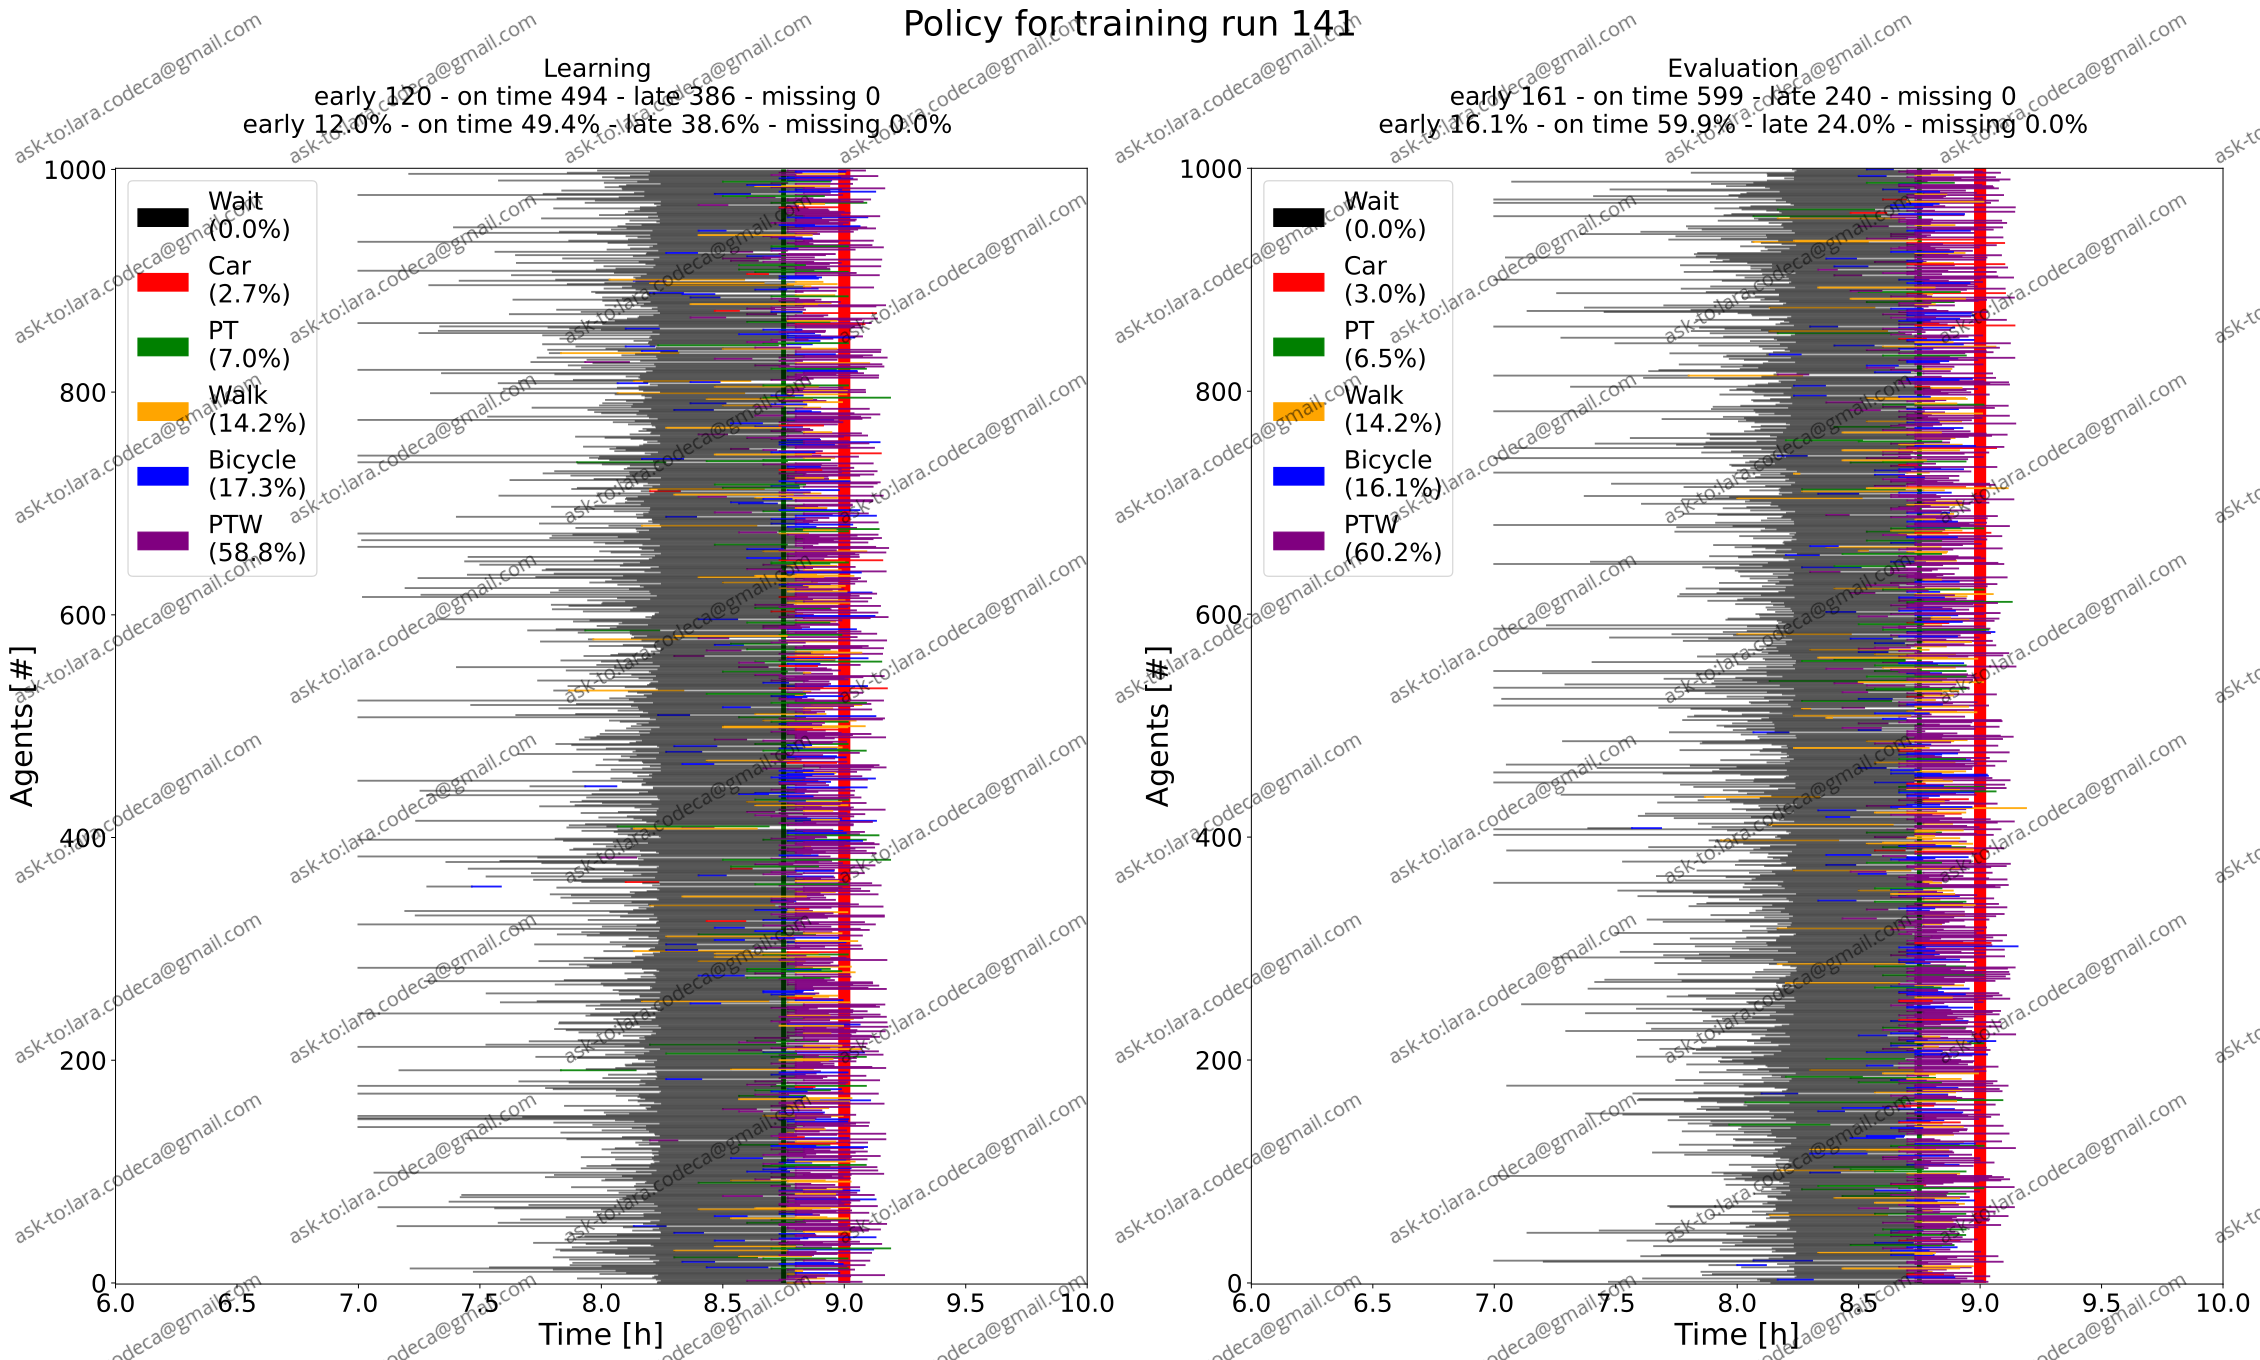 Policy for training run 141
Learning
early 120 - on time 494 - late 386 - missing 0
early 12.0% - on time 49.4% - late 38.6% - missing 0.0%
Wait
(0.0%)
Car
(2.7%)
PT
(7.0%)
Walk
(14.2%)
Bicycle
(17.3%)
PTW
(58.8%)
1000
800
600
400
200
0
Agents [#]
6.0 6.5 7.0 7.5 8.0 8.5 9.0 9.5 10.0
Time [h]
Evaluation
early 161 - on time 599 - late 240 - missing 0
early 16.1% - on time 59.9% - late 24.0% - missing 0.0%
Wait
(0.0%)
Car
(3.0%)
PT
(6.5%)
Walk
(14.2%)
Bicycle
(16.1%)
PTW
(60.2%)
1000
800
600
400
200
0
Agents [#]
6.0 6.5 7.0 7.5 8.0 8.5 9.0 9.5 10.0
Time [h]
ask-to:lara.codeca@gmail.com